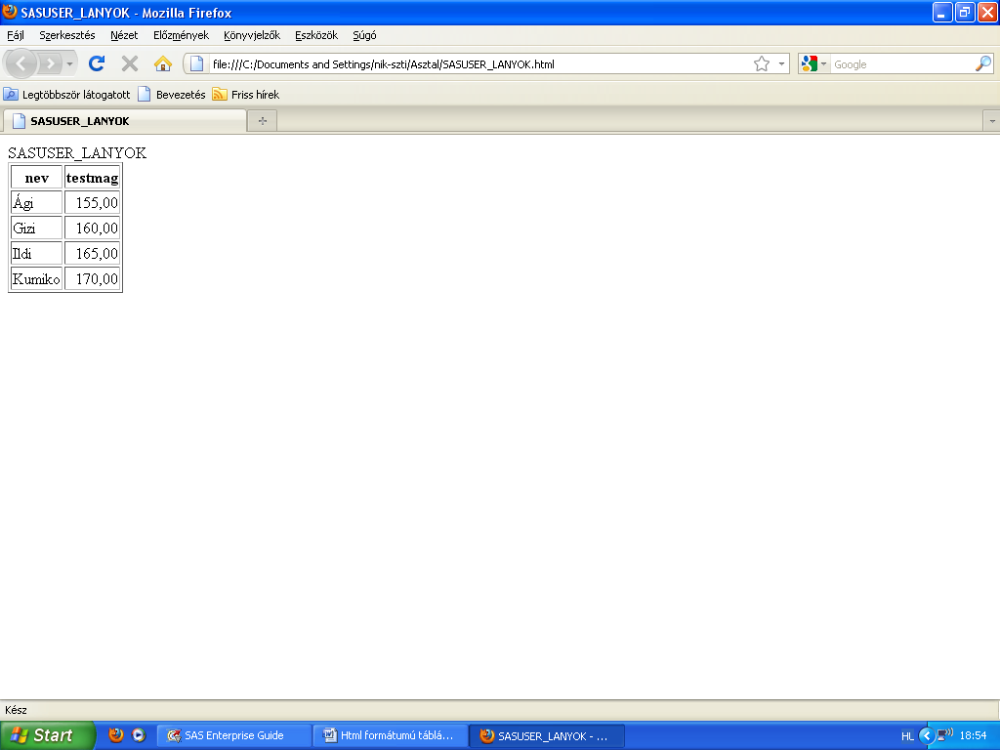 SASUSER_LANYOK - Mozilla Firefox
Fájl Szerkesztés Nézet Előzmények Könyvjelzők Eszközök Súgó
file:///C:/Documents and Settings/nik-szti/Asztal/SASUSER_LANYOK.html Google
Legtöbbször látogatott Bevezetés Friss hírek
SASUSER_LANYOK
SASUSER_LANYOK
nev testmag
Ági 155,00
Gizi 160,00
Ildi 165,00
Kumiko 170,00
Kész
Start SAS Enterprise Guide Html formátumú táblá... SASUSER_LANYOK - ... HU 18:54